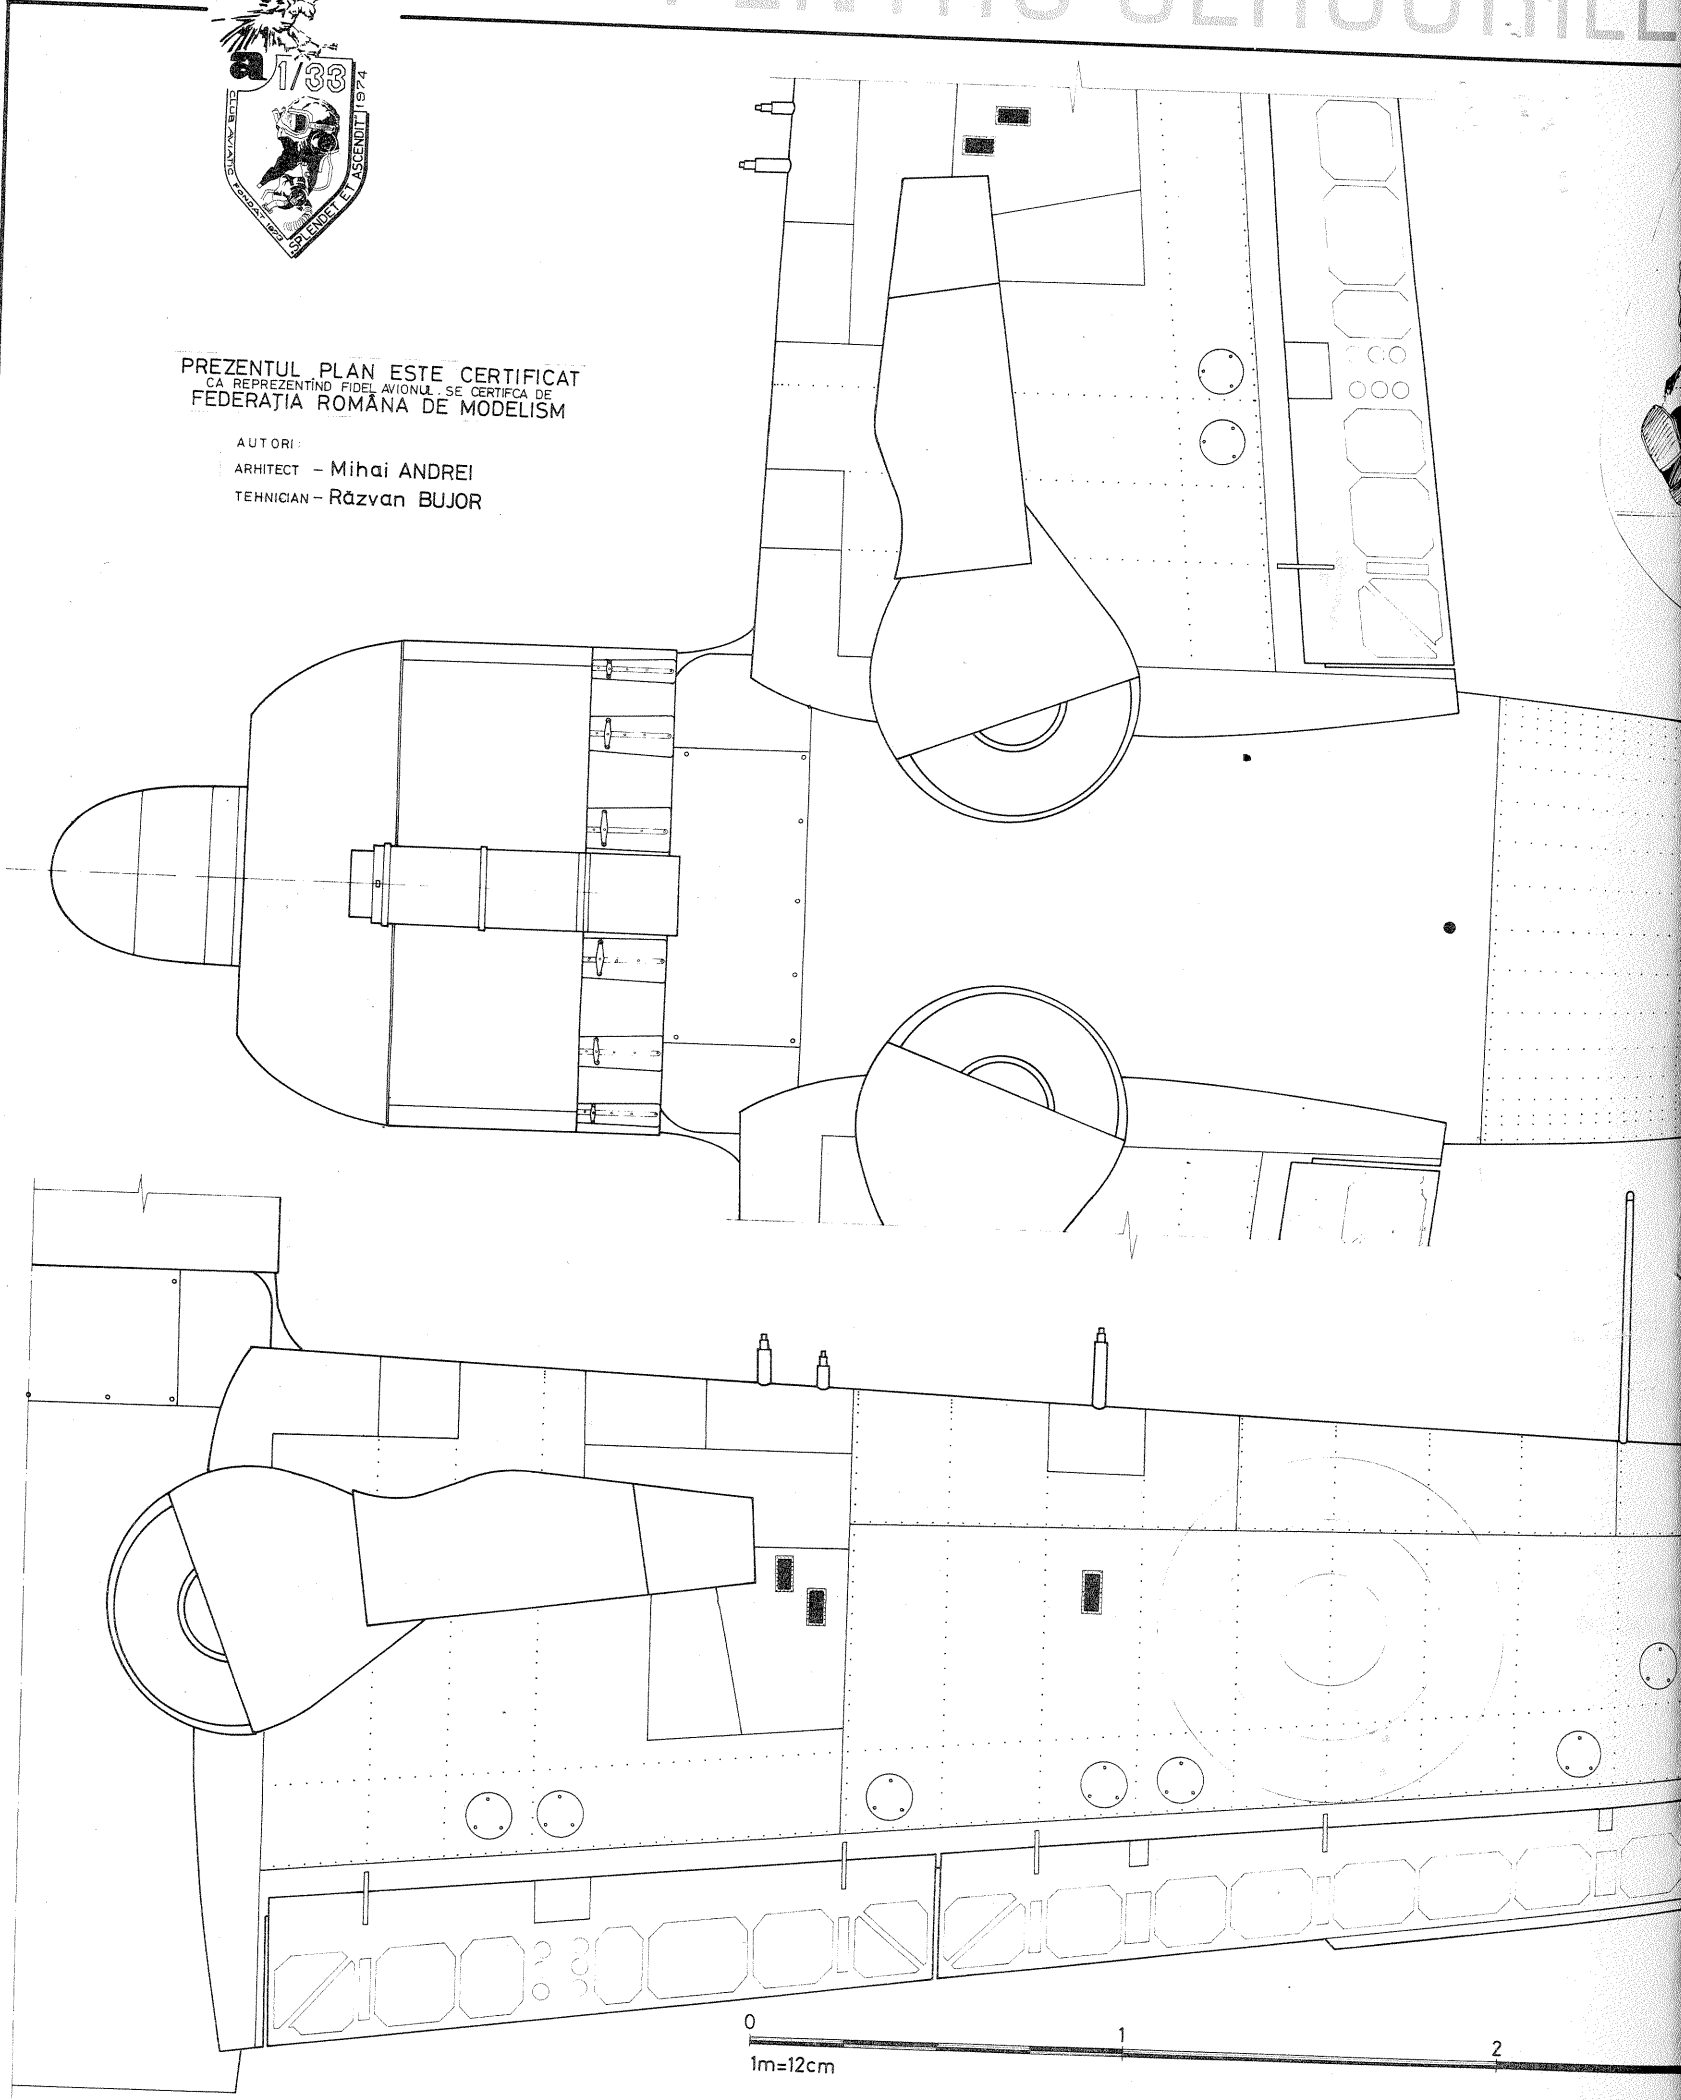 a 1/33
CLUB AVIATIC FONDAT 1973
SPLENDET ET ASCENDIT 1974
PREZENTUL PLAN ESTE CERTIFICAT
CA REPREZENTÎND FIDEL AVIONUL. SE CERTIFCA DE
FEDERAŢIA ROMÂNA DE MODELISM
AUTORI:
ARHITECT - Mihai ANDREI
TEHNICIAN - Răzvan BUJOR
0 1 2
1m=12cm